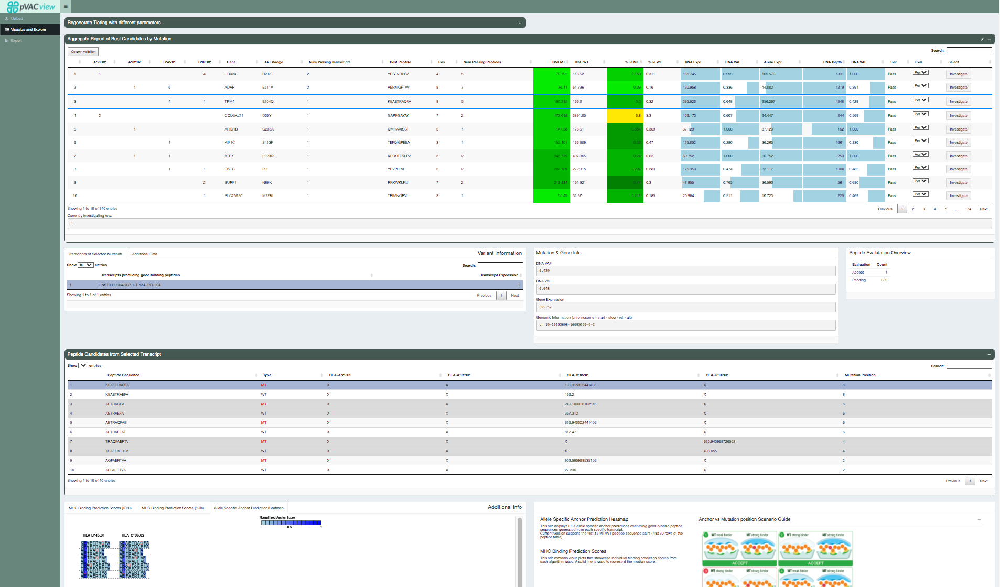 pVACview
Upload
Visualize and Explore
Export
Regenerate Tiering with different parameters
Aggregate Report of Best Candidates by Mutation
Column visibility
Search:
A*29:02 A*32:02 B*45:01 C*06:02 Gene AA Change Num Passing Transcripts Best Peptide Pos Num Passing Peptides IC50 MT IC50 WT %ile MT %ile WT RNA Expr RNA VAF Allele Expr RNA Depth DNA VAF Tier Eval Select
1 1 4 DDX3X R293T 2 YRSTVRPCV 4 5 79.792 118.52 0.158 0.311 165.745 0.999 165.579 1331 1.000 Pass Per Investigate
2 1 6 ADAR E511V 2 AERMGFTVV 8 7 76.11 61.796 0.09 0.16 130.958 0.336 44.002 1219 0.391 Pass Per Investigate
3 4 1 TPM4 E204Q 1 KEAETRAQFA 8 5 190.315 166.2 0.3 0.32 395.520 0.648 256.297 4340 0.429 Pass Per Investigate
4 2 COLGALT1 D35Y 1 GAPPGAYAY 7 2 173.098 3894.05 0.8 3.3 106.173 0.607 64.447 244 0.569 Pass Per Investigate
5 1 ARID1B G235A 1 QMHAAISSF 5 1 147.58 176.51 0.354 0.369 37.129 1.000 37.129 162 1.000 Pass Per Investigate
6 1 KIF1C S433F 1 TEFQIGPEEA 3 1 152.101 166.309 0.32 0.47 125.052 0.290 36.265 1661 0.330 Pass Per Investigate
7 1 1 ATRX E929Q 1 KEQSFTSLEV 3 2 245.725 407.865 0.24 0.63 60.752 1.000 60.752 253 1.000 Pass Acc Investigate
8 1 1 OSTC F9L 1 YRVPLLVL 5 2 282.169 272.915 0.294 0.283 175.353 0.474 83.117 1000 0.482 Pass Per Investigate
9 2 SURF1 N89K 1 RRKWKLKLI 7 2 212.834 161.921 0.44 0.3 47.955 0.763 36.590 561 0.680 Pass Per Investigate
10 1 SLC25A30 M228I 1 TRIMNQRVL 3 1 55.49 31.37 0.212 0.185 20.984 0.511 10.723 225 0.469 Pass Per Investigate
Showing 1 to 10 of 340 entries
Previous 1 2 3 4 5 … 34 Next
Currently investigating row:
3
Transcripts of Selected Mutation Additional Data Variant Information
Show 10 entries Search:
Transcripts producing good binding peptides Transcript Expression
1 ENST00000647037.1-TPM4-E/Q-204 0
Showing 1 to 1 of 1 entries Previous 1 Next
Mutation & Gene Info
DNA VAF
0.429
RNA VAF
0.648
Gene Expression
395.52
Genomic Information (chromosome - start - stop - ref - alt)
chr19-16093698-16093699-G-C
Peptide Evalutation Overview
Evaluation Count
Accept 1
Pending 339
Peptide Candidates from Selected Transcript
Show entries Search:
Peptide Sequence Type HLA-A*29:02 HLA-A*32:02 HLA-B*45:01 HLA-C*06:02 Mutation Position
1 KEAETRAQFA MT X X 190.315002441406 X 8
2 KEAETRAEFA WT X X 166.2 X 8
3 AETRAQFA MT X X 249.100006103516 X 6
4 AETRAEFA WT X X 367.312 X 6
5 AETRAQFAE MT X X 626.940002441406 X 6
6 AETRAEFAE WT X X 817.47 X 6
7 TRAQFAERTV MT X X X 630.943969726562 4
8 TRAEFAERTV WT X X X 498.055 4
9 AQFAERTVA MT X X 902.585998535156 X 2
10 AEFAERTVA WT X X 27.336 X 2
Showing 1 to 10 of 10 entries Previous 1 Next
MHC Binding Prediction Scores (IC50) MHC Binding Prediction Scores (%ile) Allele Specific Anchor Prediction Heatmap Additional Info
Normalized Anchor Score
0 0.5 1
HLA-B*45:01 HLA-C*06:02
KEAETRAQFA KEAETRAQFA
KEAETRAEFA KEAETRAEFA
AETRAQFA AETRAQFA
AETRAEFA AETRAEFA
AETRAQFAE AETRAQFAE
AETRAEFAE AETRAEFAE
TRAQFAERTV TRAQFAERTV
TRAEFAERTV TRAEFAERTV
AQFAERTVA AQFAERTVA
AEFAERTVA AEFAERTVA
Allele Specific Anchor Prediction Heatmap
This tab displays HLA allele specific anchor predictions overlaying good-binding peptide
sequences generated from each specific transcript.
Current version supports the first 15 MT/WT peptide sequence pairs (first 30 rows of the
peptide table).
MHC Binding Prediction Scores
This tab contains violin plots that showcase individual binding prediction scores from
each algorithm used. A solid line is used to represent the median score.
Anchor vs Mutation position Scenario Guide
1 WT weak binder MT strong binder 2 WT strong binder MT strong binder
ACCEPT ACCEPT
3 WT strong binder MT strong binder 4 WT weak binder MT strong binder